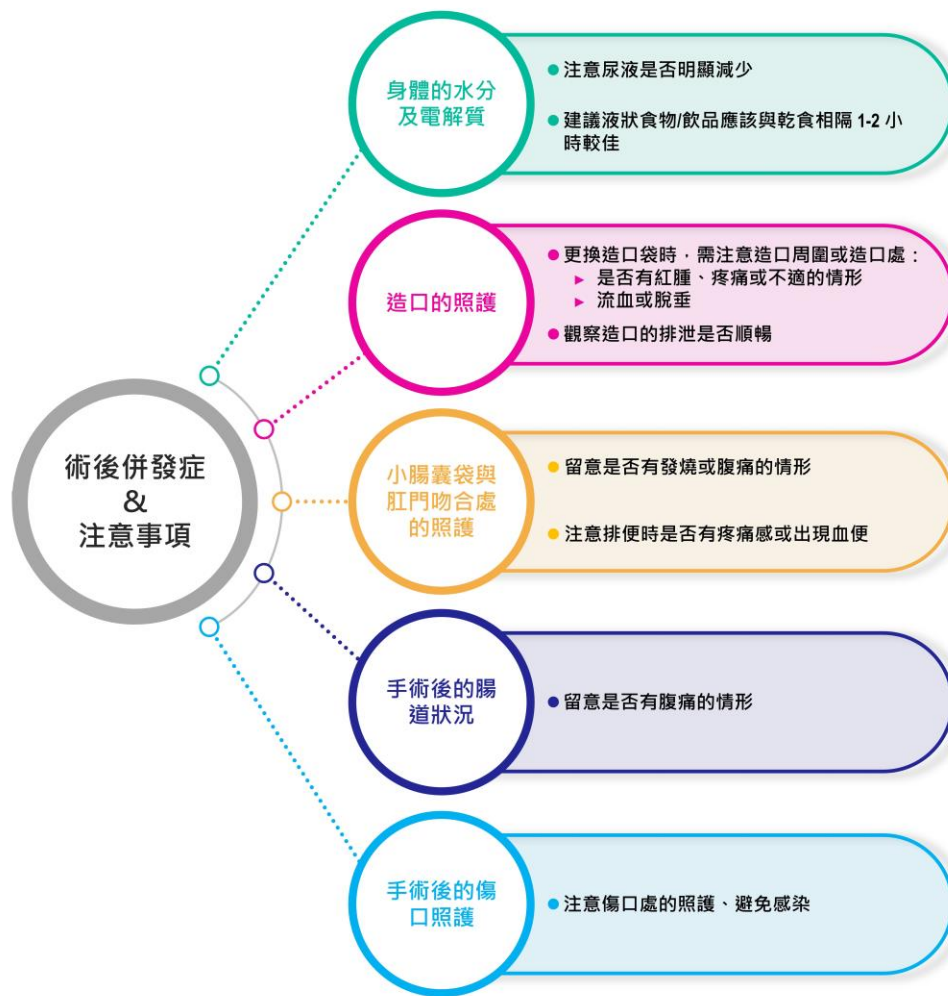 身體的水分
及電解質
●注意尿液是否明顯減少
●建議液狀食物/飲品應該與乾食相隔 1-2 小
時較佳
造口的照護
●更換造口袋時，需注意造口周圍或造口處：
▶ 是否有紅腫、疼痛或不適的情形
▶ 流血或脫垂
●觀察造口的排泄是否順暢
術後併發症
&
注意事項
小腸囊袋與
肛門吻合處
的照護
●留意是否有發燒或腹痛的情形
●注意排便時是否有疼痛感或出現血便
手術後的腸
道狀況
●留意是否有腹痛的情形
手術後的傷
口照護
●注意傷口處的照護、避免感染